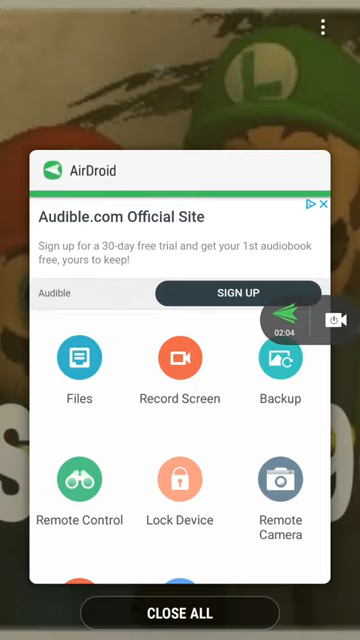 L
AirDroid
Audible.com Official Site
Sign up for a 30-day free trial and get your 1st audiobook
free, yours to keep!
Audible
SIGN UP
02:04
Files
Record Screen
Backup
Remote Control
Lock Device
Remote
Camera
CLOSE ALL